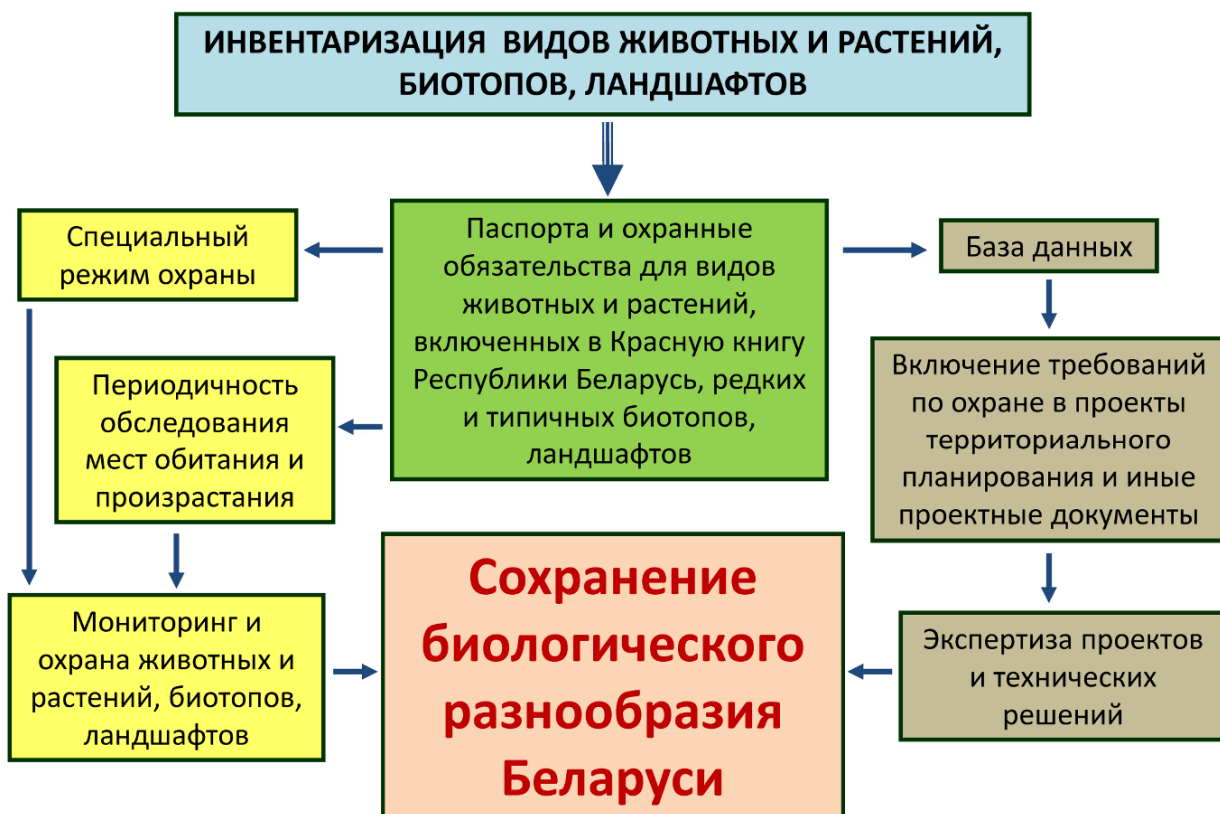 ИНВЕНТАРИЗАЦИЯ ВИДОВ ЖИВОТНЫХ И РАСТЕНИЙ,
БИОТОПОВ, ЛАНДШАФТОВ
Специальный
режим охраны
Паспорта и охранные
обязательства для видов
животных и растений,
включенных в Красную книгу
Республики Беларусь, редких
и типичных биотопов,
ландшафтов
База данных
Периодичность
обследования
мест обитания и
произрастания
Включение требований
по охране в проекты
территориального
планирования и иные
проектные документы
Мониторинг и
охрана животных и
растений, биотопов,
ландшафтов
Сохранение
биологического
разнообразия
Беларуси
Экспертиза проектов
и технических
решений